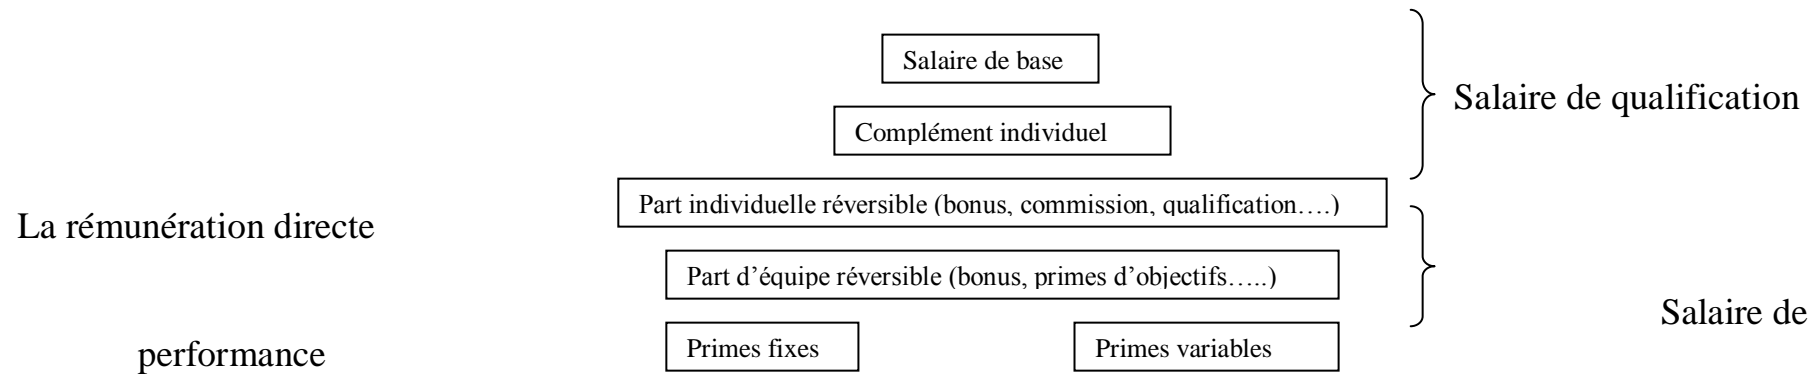 Salaire de base
Salaire de qualification
Complément individuel
Part individuelle réversible (bonus, commission, qualification….)
La rémunération directe
Part d’équipe réversible (bonus, primes d’objectifs…..)
Salaire de
performance
Primes fixes
Primes variables